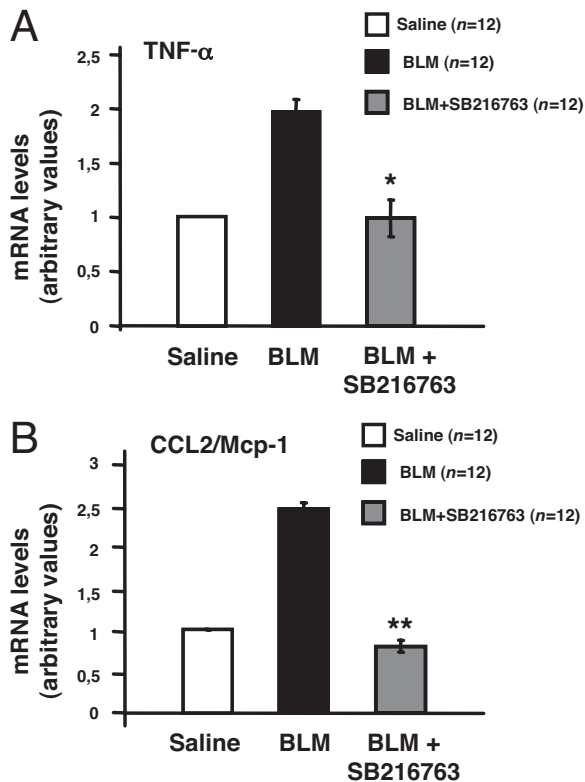 A
TNF-α
Saline (n=12)
BLM (n=12)
BLM+SB216763 (n=12)
mRNA levels
(arbitrary values)
2,5
2
1,5
1
0,5
0
*
Saline
BLM
BLM +
SB216763
B
CCL2/Mcp-1
Saline (n=12)
BLM (n=12)
BLM+SB216763 (n=12)
mRNA levels
(arbitrary values)
3
2,5
2
1,5
1
0,5
0
**
Saline
BLM
BLM +
SB216763